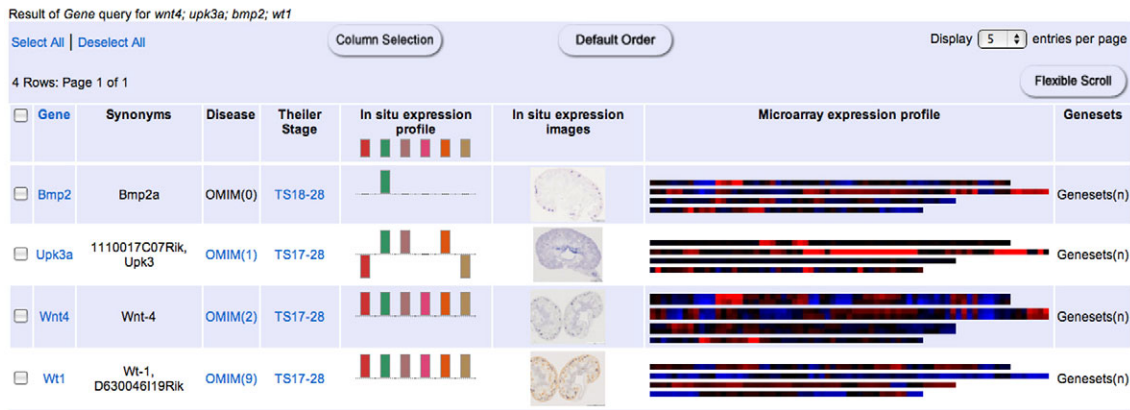 Result of Gene query for wnt4; upk3a; bmp2; wt1
Select All | Deselect All
Column Selection
Default Order
Display 5 entries per page
4 Rows: Page 1 of 1
Flexible Scroll
Gene Synonyms Disease Theiler Stage In situ expression profile In situ expression images Microarray expression profile Genesets
Bmp2 Bmp2a OMIM(0) TS18-28 Genesets(n)
Upk3a 1110017C07Rik, Upk3 OMIM(1) TS17-28 Genesets(n)
Wnt4 Wnt-4 OMIM(2) TS17-28 Genesets(n)
Wt1 Wt-1, D630046I19Rik OMIM(9) TS17-28 Genesets(n)